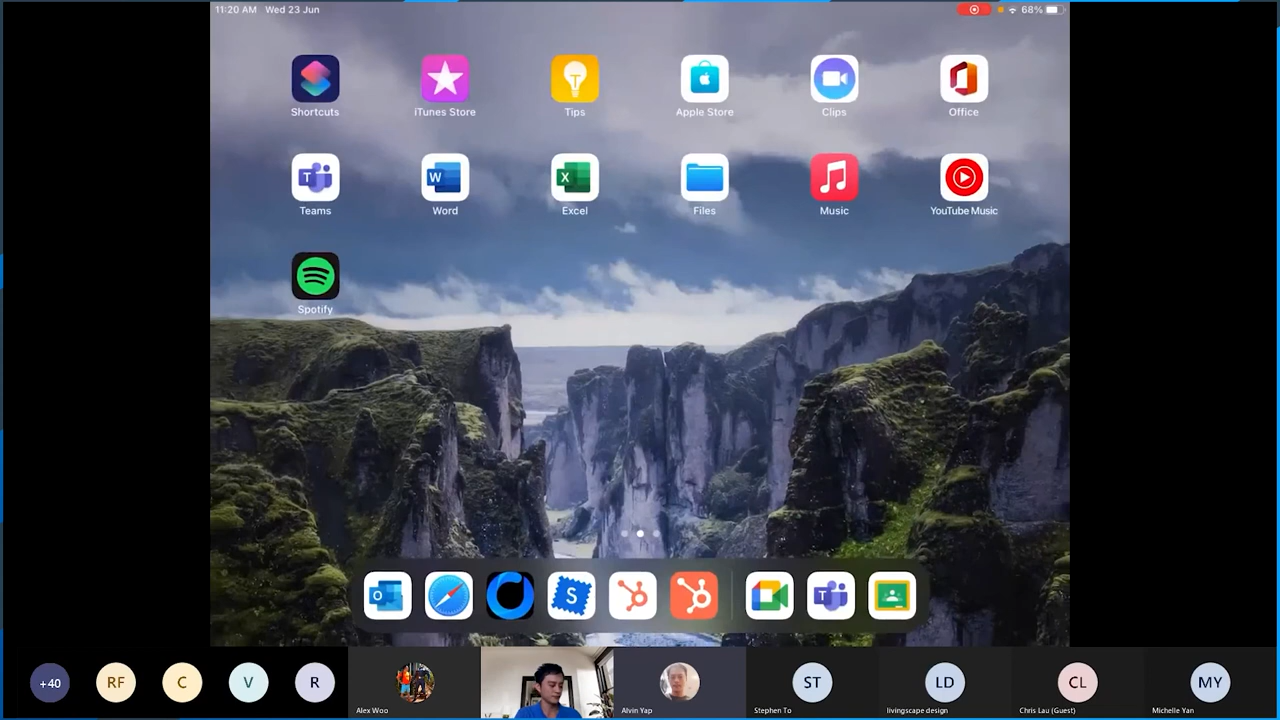 11:20 AM Wed 23 Jun
68%
Shortcuts
iTunes Store
Tips
Apple Store
Clips
Office
Teams
Word
Excel
Files
Music
YouTube Music
Spotify
+40
RF
C
V
R
Alex Woo
Alvin Yap
ST
Stephen To
LD
livingscape design
CL
Chris Lau (Guest)
MY
Michelle Yan